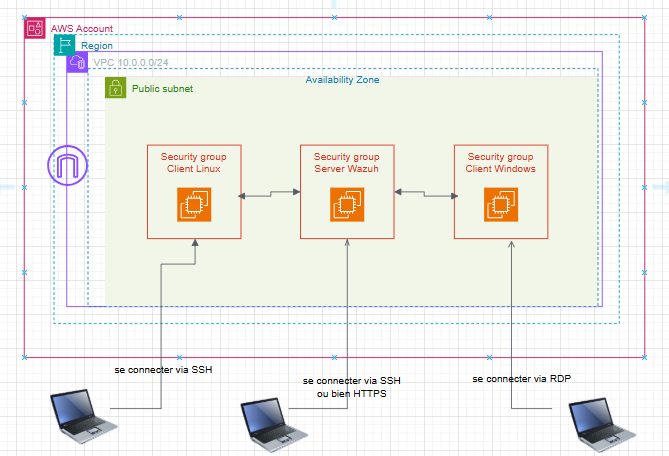 AWS Account
Region
VPC 10.0.0.0/24
Availability Zone
Public subnet
Security group
Client Linux
Security group
Server Wazuh
Security group
Client Windows
se connecter via SSH
se connecter via SSH
ou bien HTTPS
se connecter via RDP